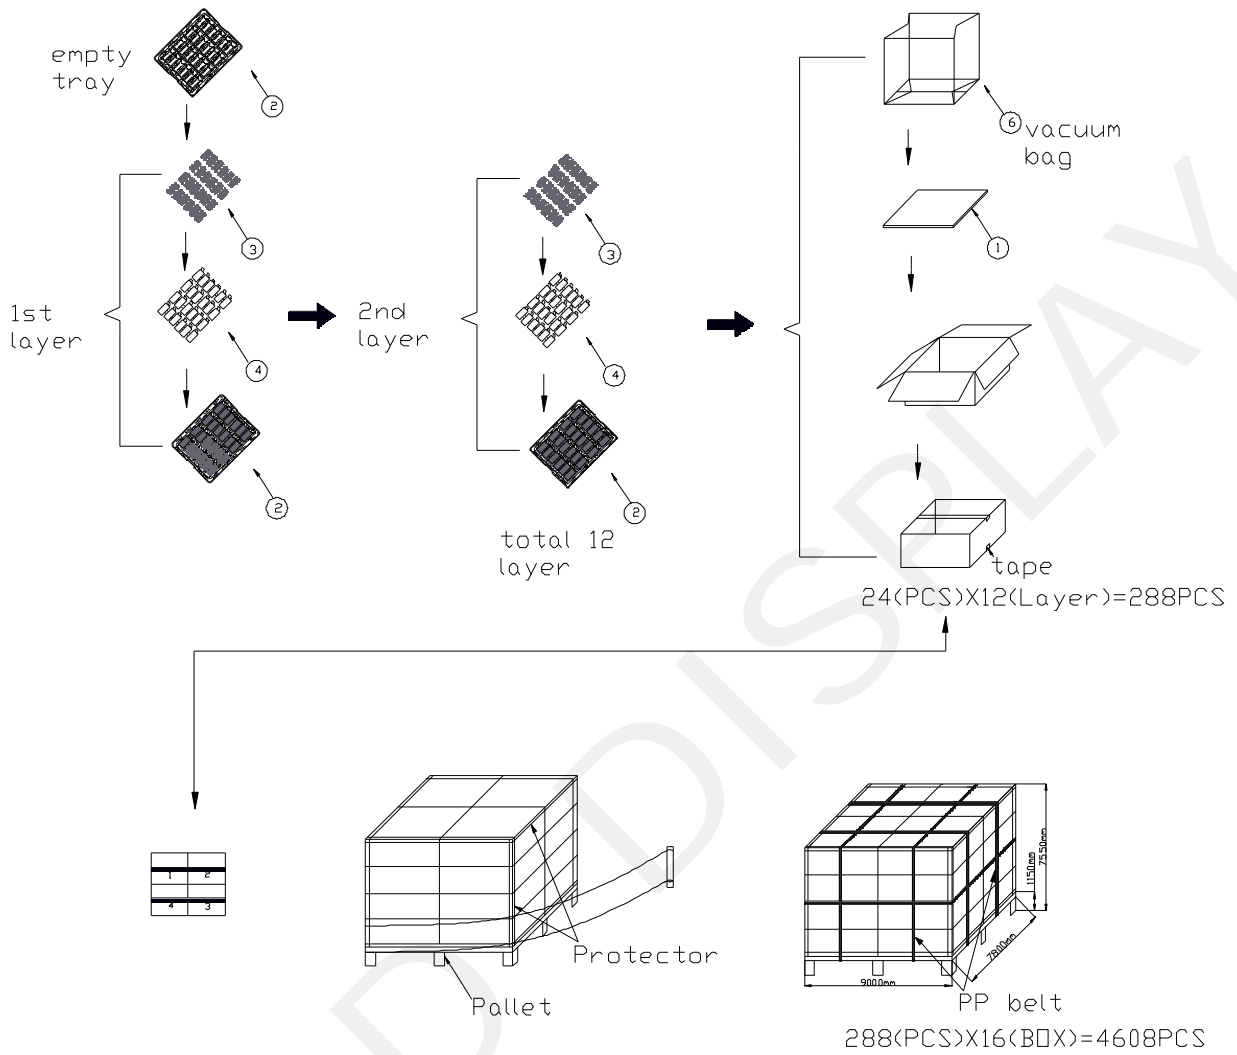 empty
tray
2
3
1st
layer
4
2
3
2nd
layer
4
2
total 12
layer
6
vacuum
bag
1
tape
24(PCS)X12(Layer)=288PCS
1 2
4 3
Protector
Pallet
1150mm
7550mm
7800mm
9000mm
PP belt
288(PCS)X16(BOX)=4608PCS
D DISPLAY